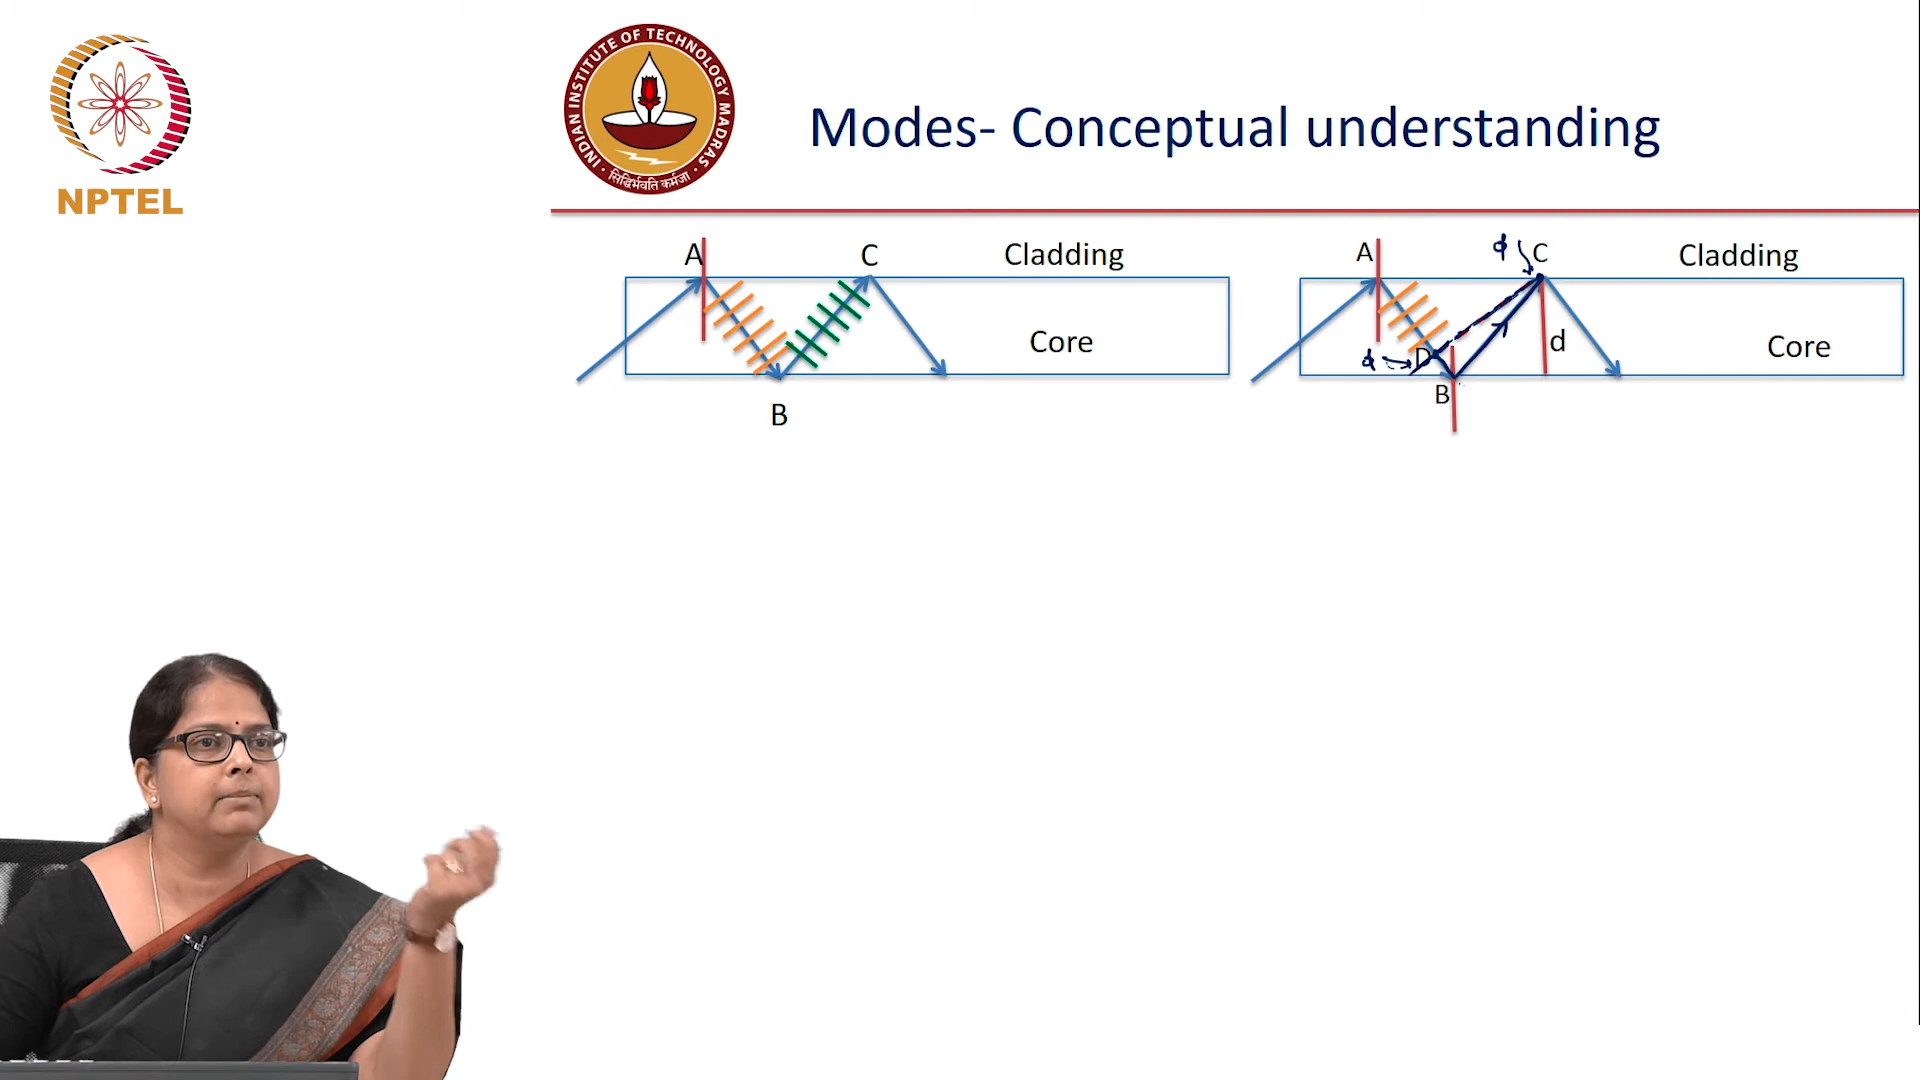 NPTEL
INDIAN INSTITUTE OF TECHNOLOGY MADRAS
सिद्धिर्भवति कर्मजा
Modes- Conceptual understanding
A C Cladding
Core
B
A ϕ C Cladding
d Core
ϕ D
B